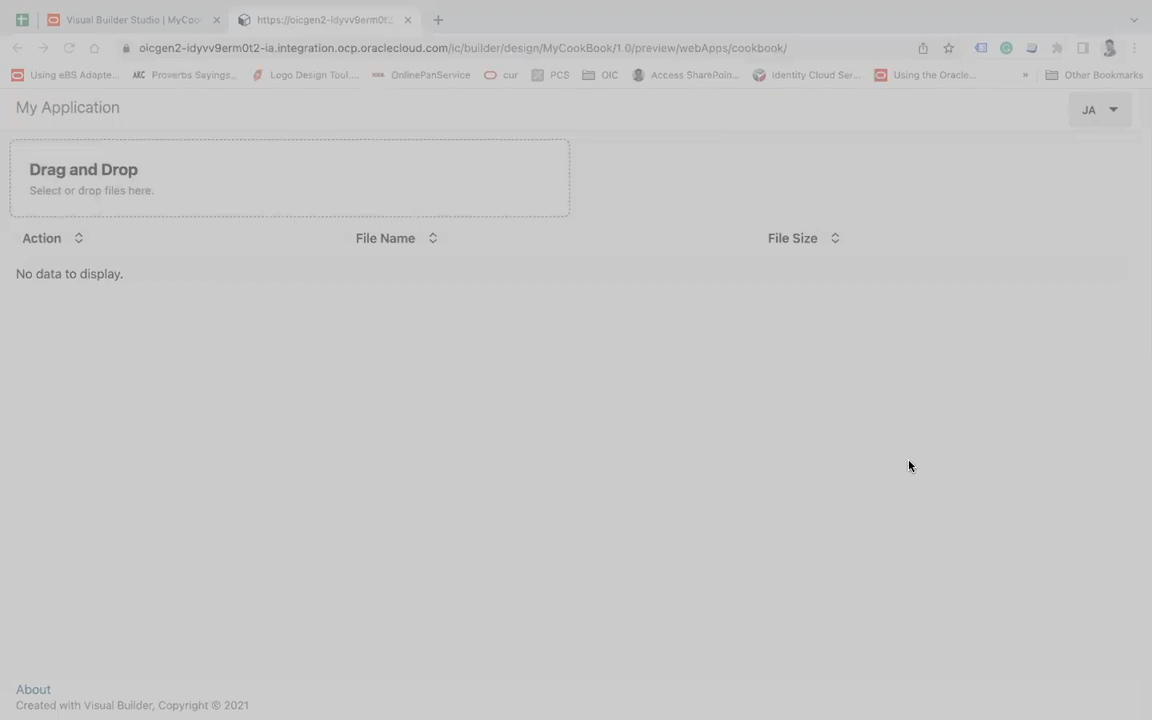 Visual Builder Studio | MyCoo
https://oicgen2-idyvv9erm0t2
oicgen2-idyvv9erm0t2-ia.integration.ocp.oraclecloud.com/ic/builder/design/MyCookBook/1.0/preview/webApps/cookbook/
Using eBS Adapte... Proverbs Sayings,... Logo Design Tool,... OnlinePanService cur PCS OIC Access SharePoin... Identity Cloud Ser... Using the Oracle... » Other Bookmarks
My Application
JA
Drag and Drop
Select or drop files here.
Action File Name File Size
No data to display.
About
Created with Visual Builder, Copyright © 2021